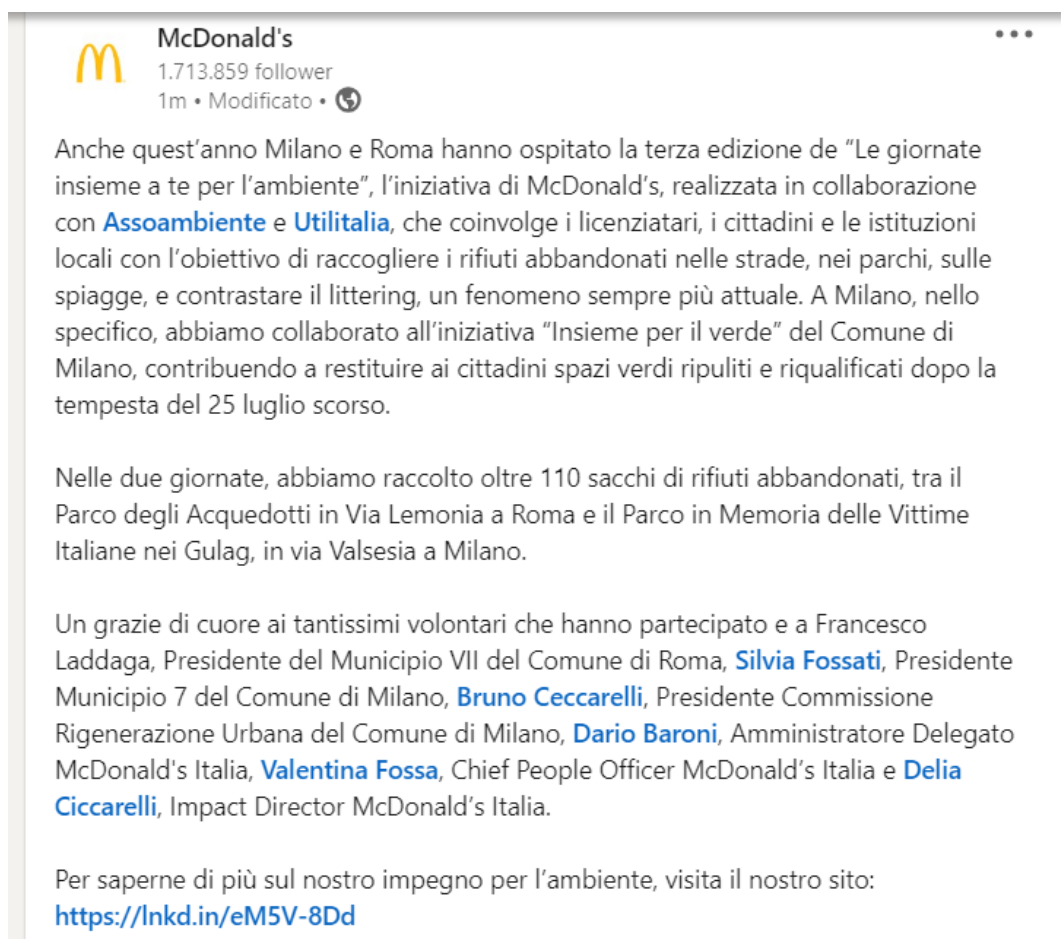 McDonald's
1.713.859 follower
1m • Modificato •
Anche quest'anno Milano e Roma hanno ospitato la terza edizione de “Le giornate
insieme a te per l'ambiente”, l'iniziativa di McDonald's, realizzata in collaborazione
con Assoambiente e Utilitalia, che coinvolge i licenziatari, i cittadini e le istituzioni
locali con l'obiettivo di raccogliere i rifiuti abbandonati nelle strade, nei parchi, sulle
spiagge, e contrastare il littering, un fenomeno sempre più attuale. A Milano, nello
specifico, abbiamo collaborato all'iniziativa “Insieme per il verde” del Comune di
Milano, contribuendo a restituire ai cittadini spazi verdi ripuliti e riqualificati dopo la
tempesta del 25 luglio scorso.
Nelle due giornate, abbiamo raccolto oltre 110 sacchi di rifiuti abbandonati, tra il
Parco degli Acquedotti in Via Lemonia a Roma e il Parco in Memoria delle Vittime
Italiane nei Gulag, in via Valsesia a Milano.
Un grazie di cuore ai tantissimi volontari che hanno partecipato e a Francesco
Laddaga, Presidente del Municipio VII del Comune di Roma, Silvia Fossati, Presidente
Municipio 7 del Comune di Milano, Bruno Ceccarelli, Presidente Commissione
Rigenerazione Urbana del Comune di Milano, Dario Baroni, Amministratore Delegato
McDonald's Italia, Valentina Fossa, Chief People Officer McDonald's Italia e Delia
Ciccarelli, Impact Director McDonald's Italia.
Per saperne di più sul nostro impegno per l'ambiente, visita il nostro sito:
https://lnkd.in/eM5V-8Dd